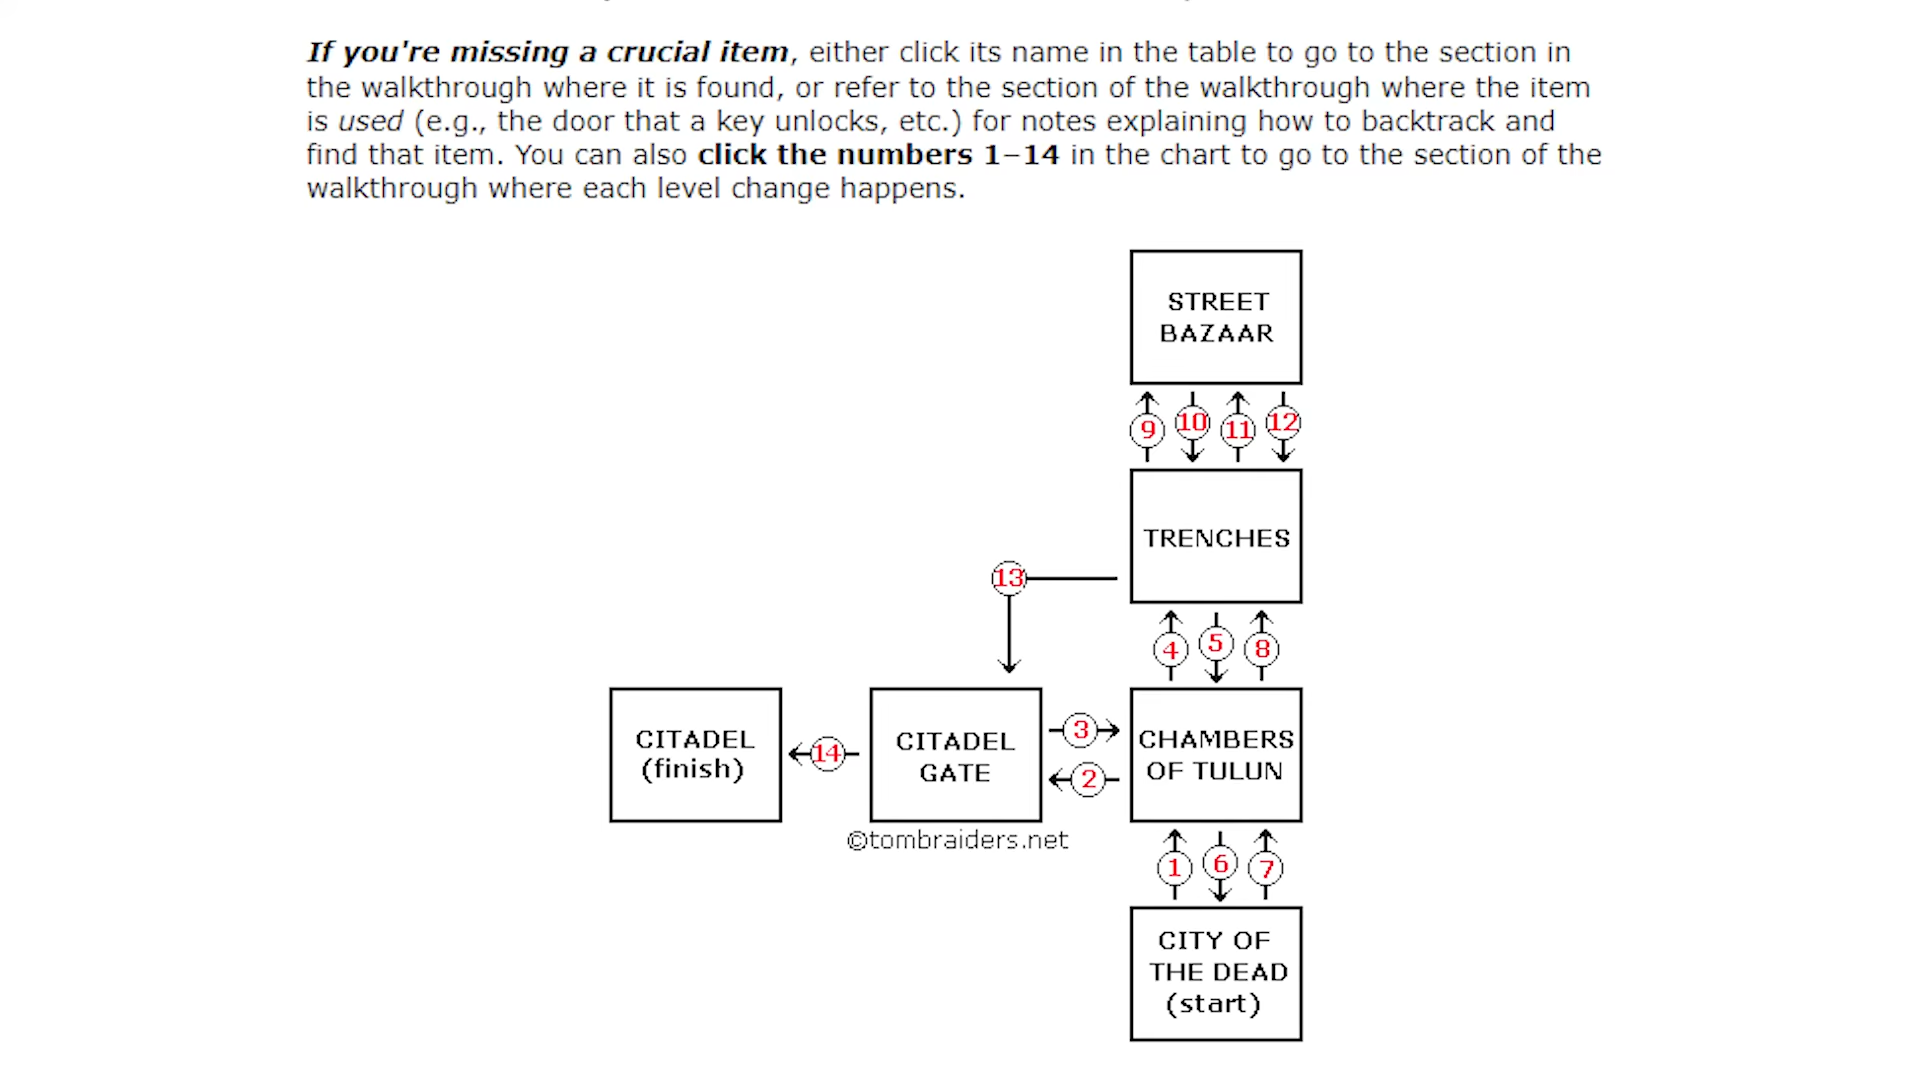 If you're missing a crucial item, either click its name in the table to go to the section in
the walkthrough where it is found, or refer to the section of the walkthrough where the item
is used (e.g., the door that a key unlocks, etc.) for notes explaining how to backtrack and
find that item. You can also click the numbers 1–14 in the chart to go to the section of the
walkthrough where each level change happens.
STREET
BAZAAR
9 10 11 12
TRENCHES
13
4 5 8
CITADEL
(finish)
14
CITADEL
GATE
3
2
CHAMBERS
OF TULUN
©tombraiders.net
1 6 7
CITY OF
THE DEAD
(start)